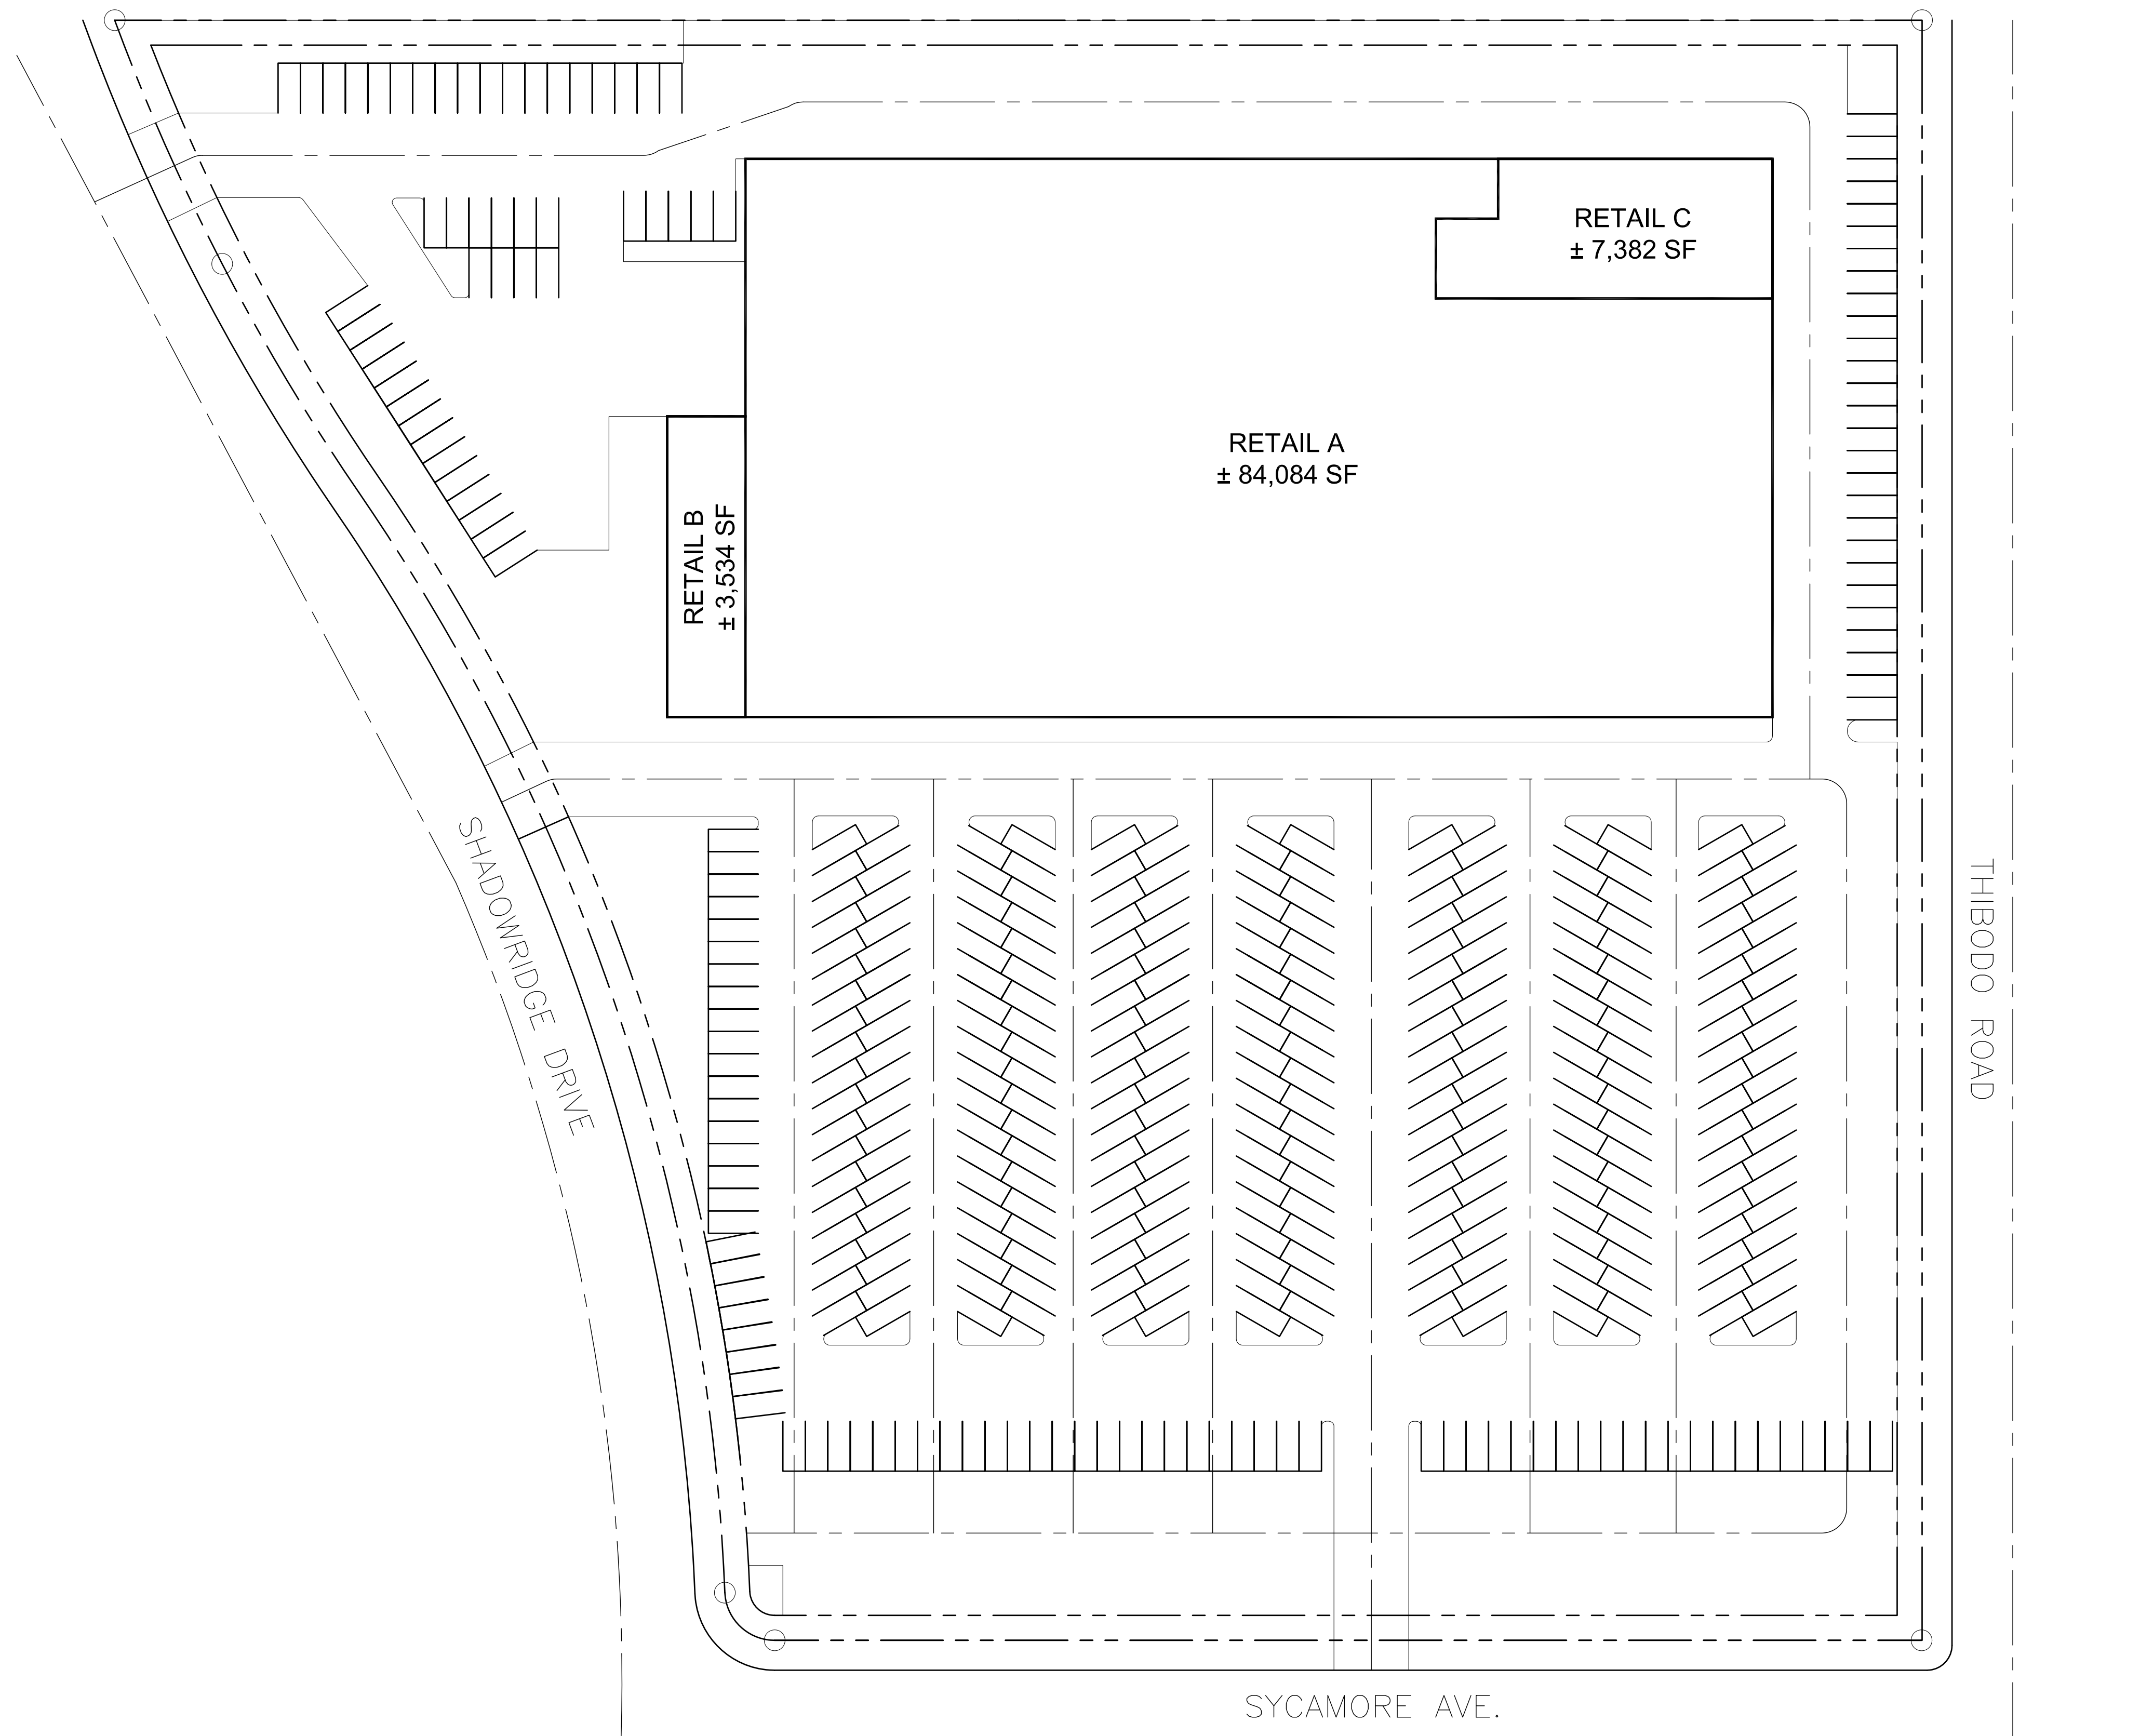 RETAIL C
± 7,382 SF
RETAIL A
± 84,084 SF
RETAIL B
± 3,534 SF
SHADOWRIDGE DRIVE
THIBODO ROAD
SYCAMORE AVE.